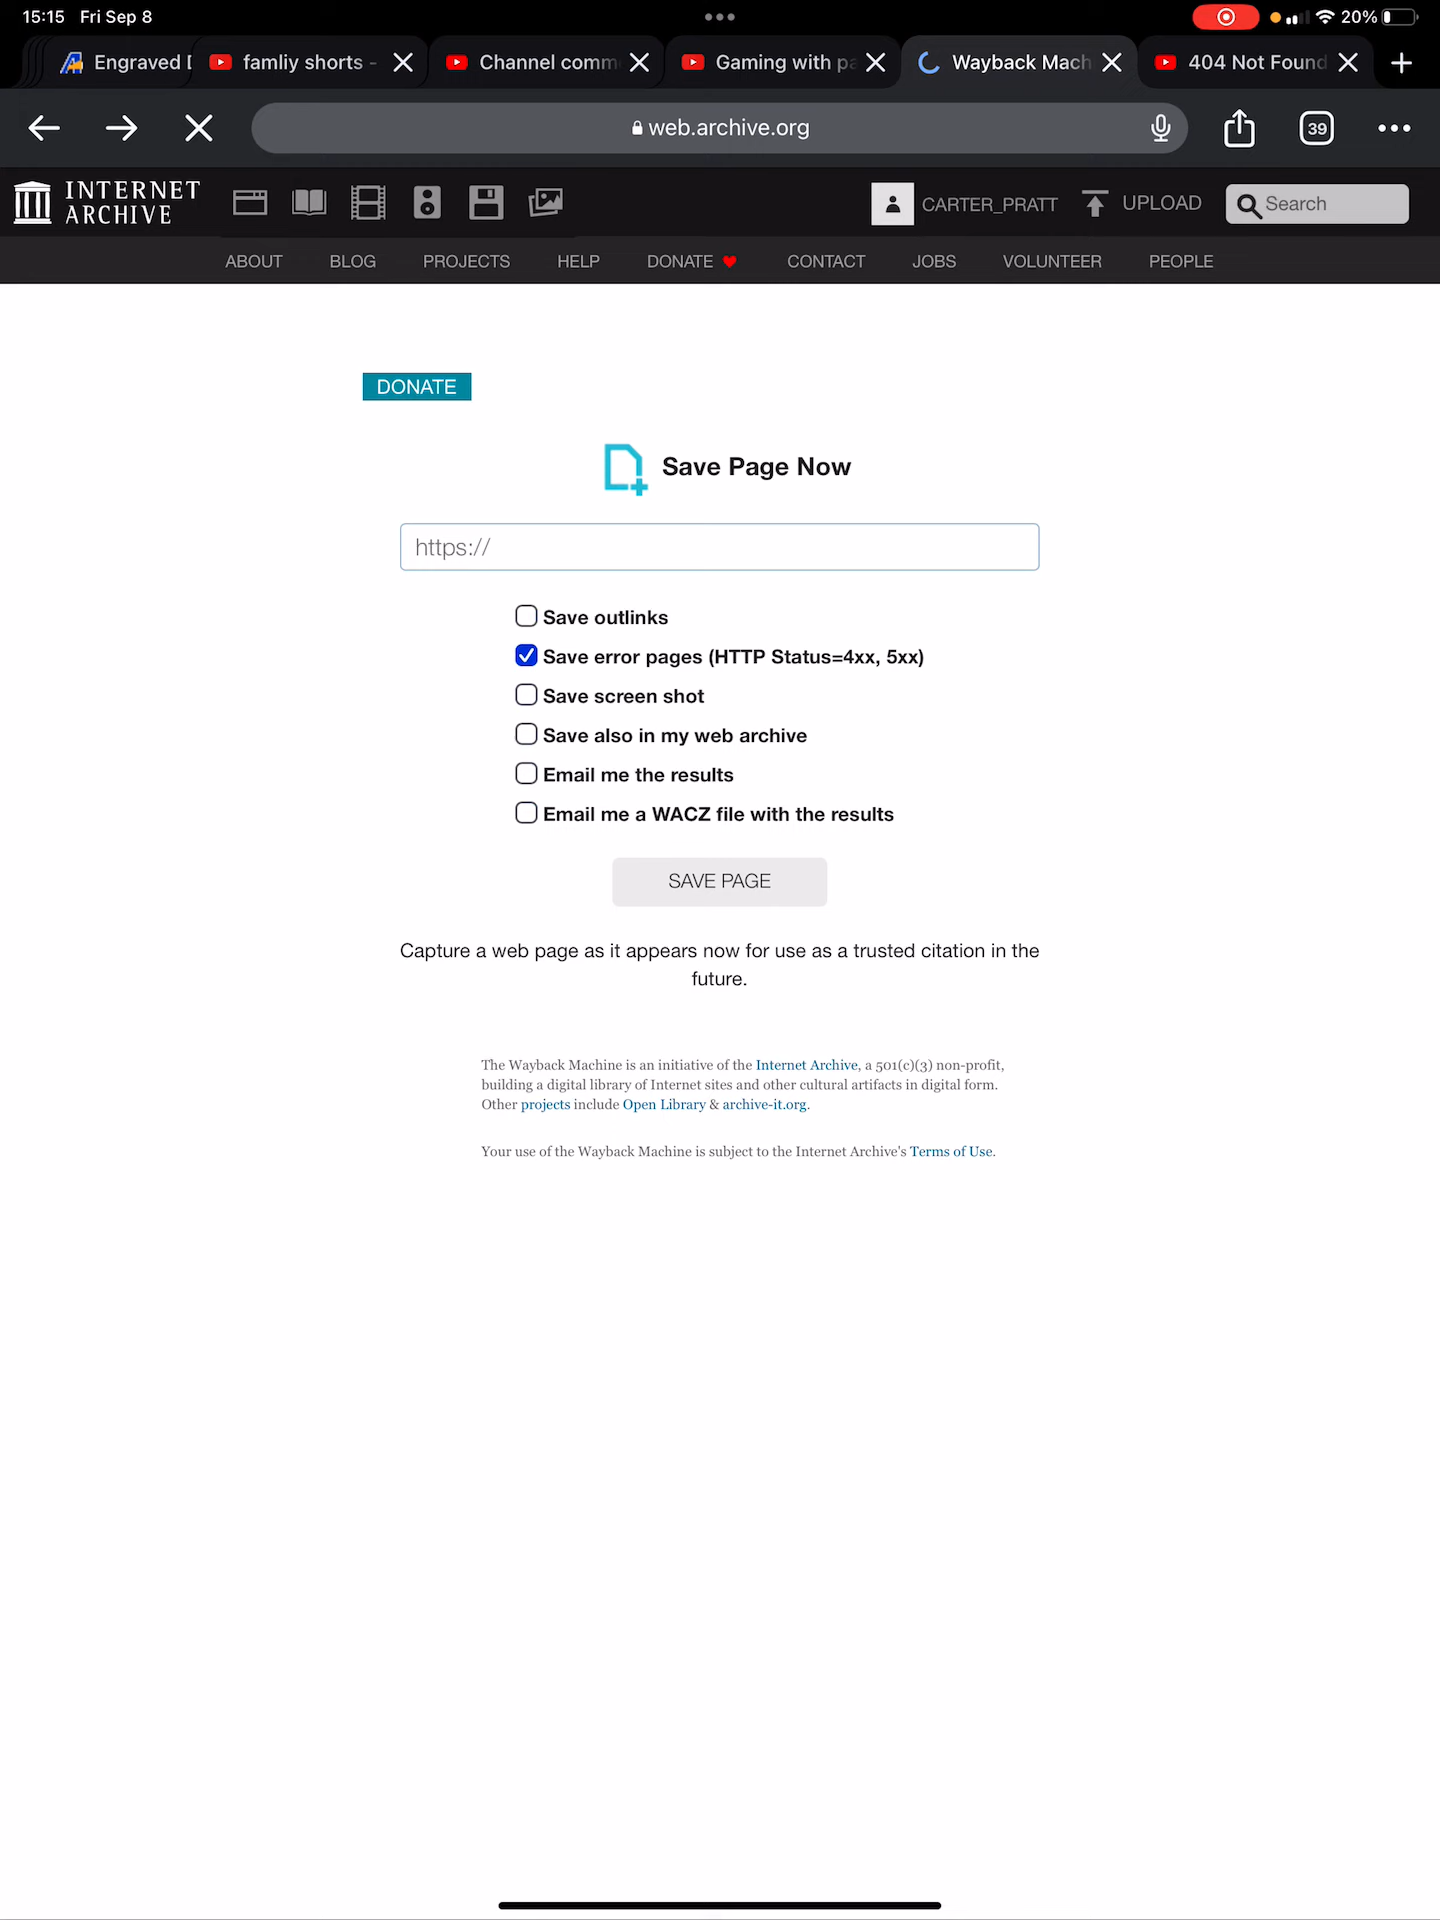 15:15 Fri Sep 8
20%
Engraved
famliy shorts -
Channel comm
Gaming with pa
Wayback Mach
404 Not Found
web.archive.org
39
INTERNET
ARCHIVE
CARTER_PRATT
UPLOAD
Search
ABOUT BLOG PROJECTS HELP DONATE CONTACT JOBS VOLUNTEER PEOPLE
DONATE
Save Page Now
https://
Save outlinks
Save error pages (HTTP Status=4xx, 5xx)
Save screen shot
Save also in my web archive
Email me the results
Email me a WACZ file with the results
SAVE PAGE
Capture a web page as it appears now for use as a trusted citation in the
future.
The Wayback Machine is an initiative of the Internet Archive, a 501(c)(3) non-profit,
building a digital library of Internet sites and other cultural artifacts in digital form.
Other projects include Open Library & archive-it.org.
Your use of the Wayback Machine is subject to the Internet Archive's Terms of Use.